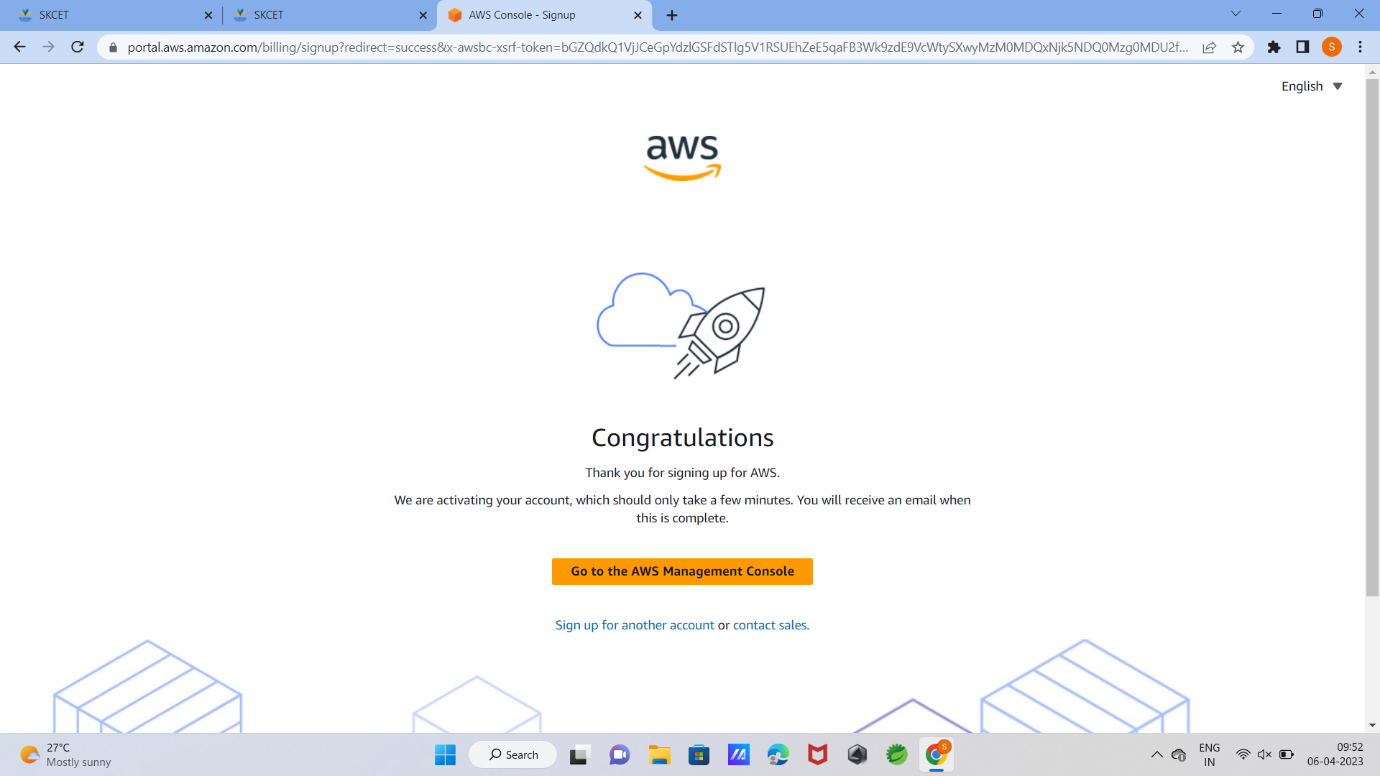 SKCET
SKCET
AWS Console - Signup
portal.aws.amazon.com/billing/signup?redirect=success&x-awsbc-xsrf-token=
English
aws
Congratulations
Thank you for signing up for AWS.
We are activating your account, which should only take a few minutes. You will receive an email when
this is complete.
Go to the AWS Management Console
Sign up for another account or contact sales.
27°C
Mostly sunny
Search
S
S
ENG
IN
09:52
06-04-2023